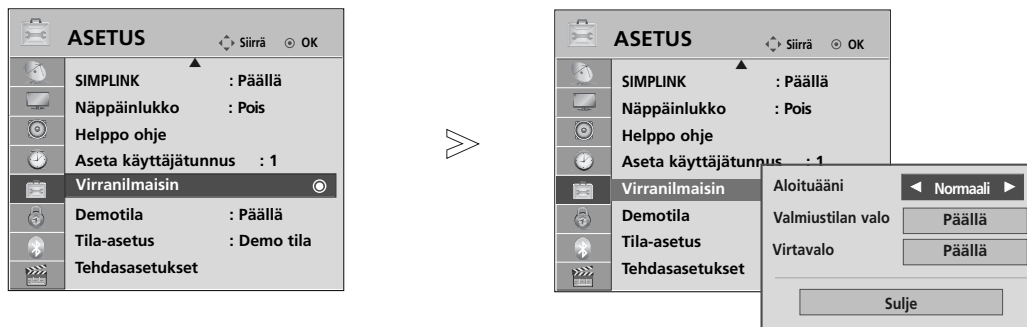 ASETUS
Siirrä OK
SIMPLINK : Päällä
Näppäinlukko : Pois
Helppo ohje
Aseta käyttäjätunnus : 1
Virranilmaisin
Demotila : Päällä
Tila-asetus : Demo tila
Tehdasasetukset
ASETUS
Siirrä OK
SIMPLINK : Päällä
Näppäinlukko : Pois
Helppo ohje
Aseta käyttäjätunnus : 1
Virranilmaisin
Demotila
Tila-asetus
Tehdasasetukset
Aloituääni Normaali
Valmiustilan valo Päällä
Virtavalo Päällä
Sulje